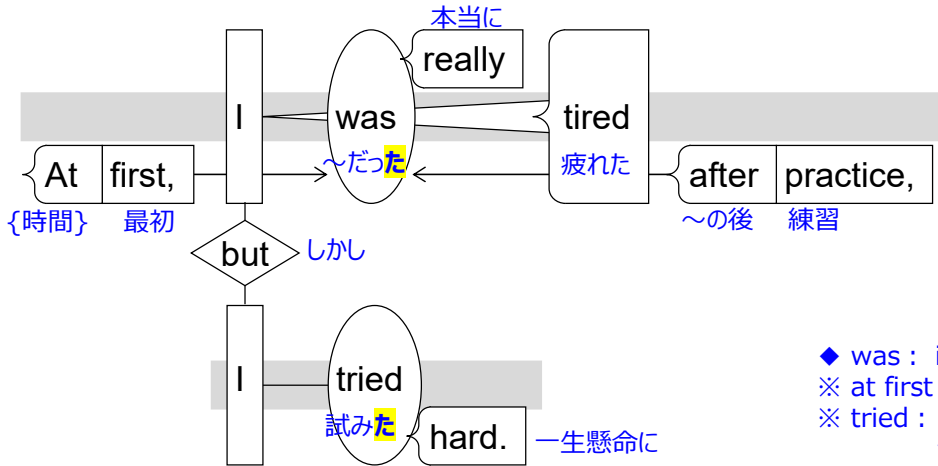 本当に
really
I was tired
～だった 疲れた
At first, after practice,
{時間} 最初 ～の後 練習
but しかし
I tried
試みた
hard. 一生懸命に
◆ was :
※ at first
※ tried :